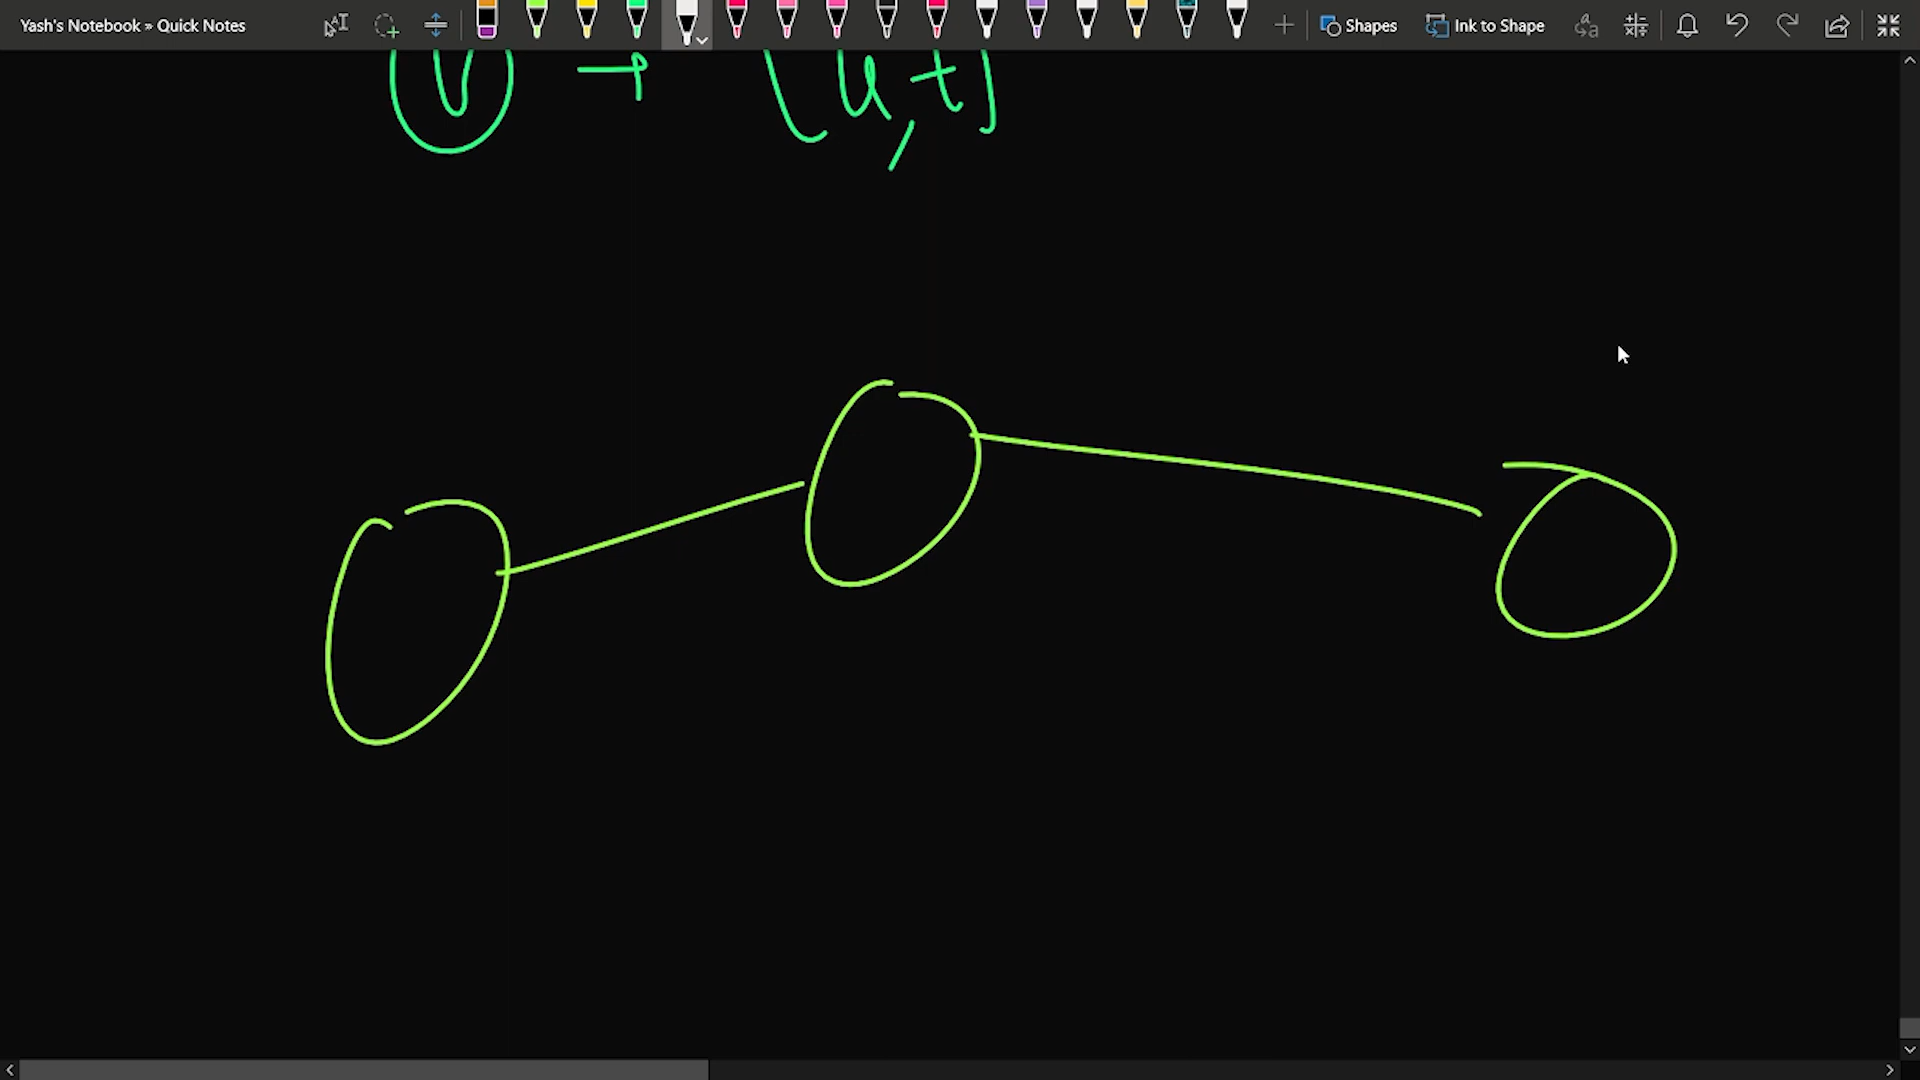 Yash's Notebook » Quick Notes
Shapes
Ink to Shape
→ [u, t]